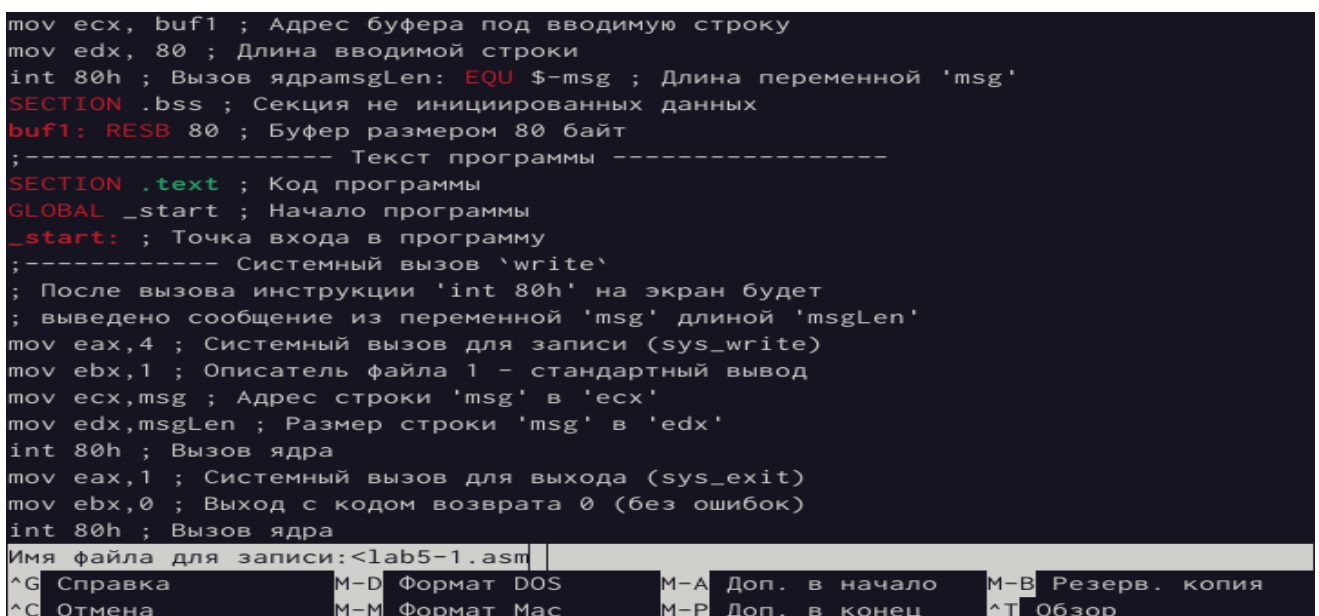 mov ecx, buf1 ; Адрес буфера под вводимую строку
mov edx, 80 ; Длина вводимой строки
int 80h ; Вызов ядраmsgLen: EQU $-msg ; Длина переменной 'msg'
SECTION .bss ; Секция не инициированных данных
buf1: RESB 80 ; Буфер размером 80 байт
;------------------- Текст программы -----------------
SECTION .text ; Код программы
GLOBAL _start ; Начало программы
_start: ; Точка входа в программу
;------------ Системный вызов `write`
; После вызова инструкции 'int 80h' на экран будет
; выведено сообщение из переменной 'msg' длиной 'msgLen'
mov eax,4 ; Системный вызов для записи (sys_write)
mov ebx,1 ; Описатель файла 1 - стандартный вывод
mov ecx,msg ; Адрес строки 'msg' в 'ecx'
mov edx,msgLen ; Размер строки 'msg' в 'edx'
int 80h ; Вызов ядра
mov eax,1 ; Системный вызов для выхода (sys_exit)
mov ebx,0 ; Выход с кодом возврата 0 (без ошибок)
int 80h ; Вызов ядра
Имя файла для записи:<lab5-1.asm
^G Справка M-D Формат DOS M-A Доп. в начало M-B Резерв. копия
^C Отмена M-M Формат Mac M-P Доп. в конец ^T Обзор